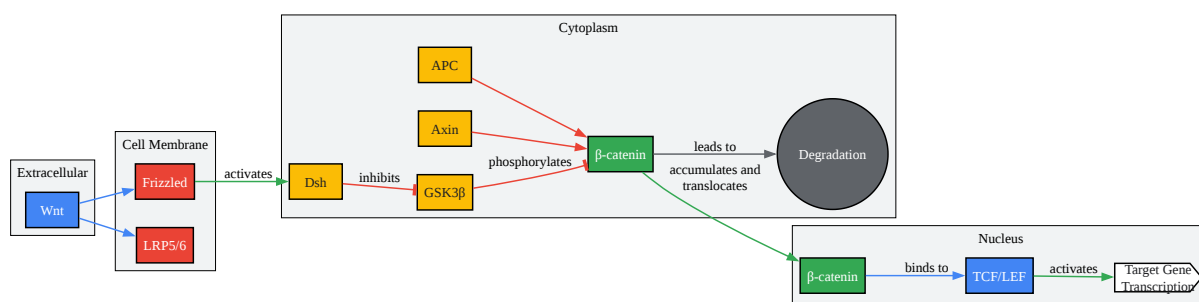 Extracellular
Wnt
Cell Membrane
Frizzled
LRP5/6
activates
Cytoplasm
Dsh
inhibits
APC
Axin
GSK3β
phosphorylates
β-catenin
leads to
accumulates and
translocates
Degradation
Nucleus
β-catenin
binds to
TCF/LEF
activates
Target Gene
Transcription